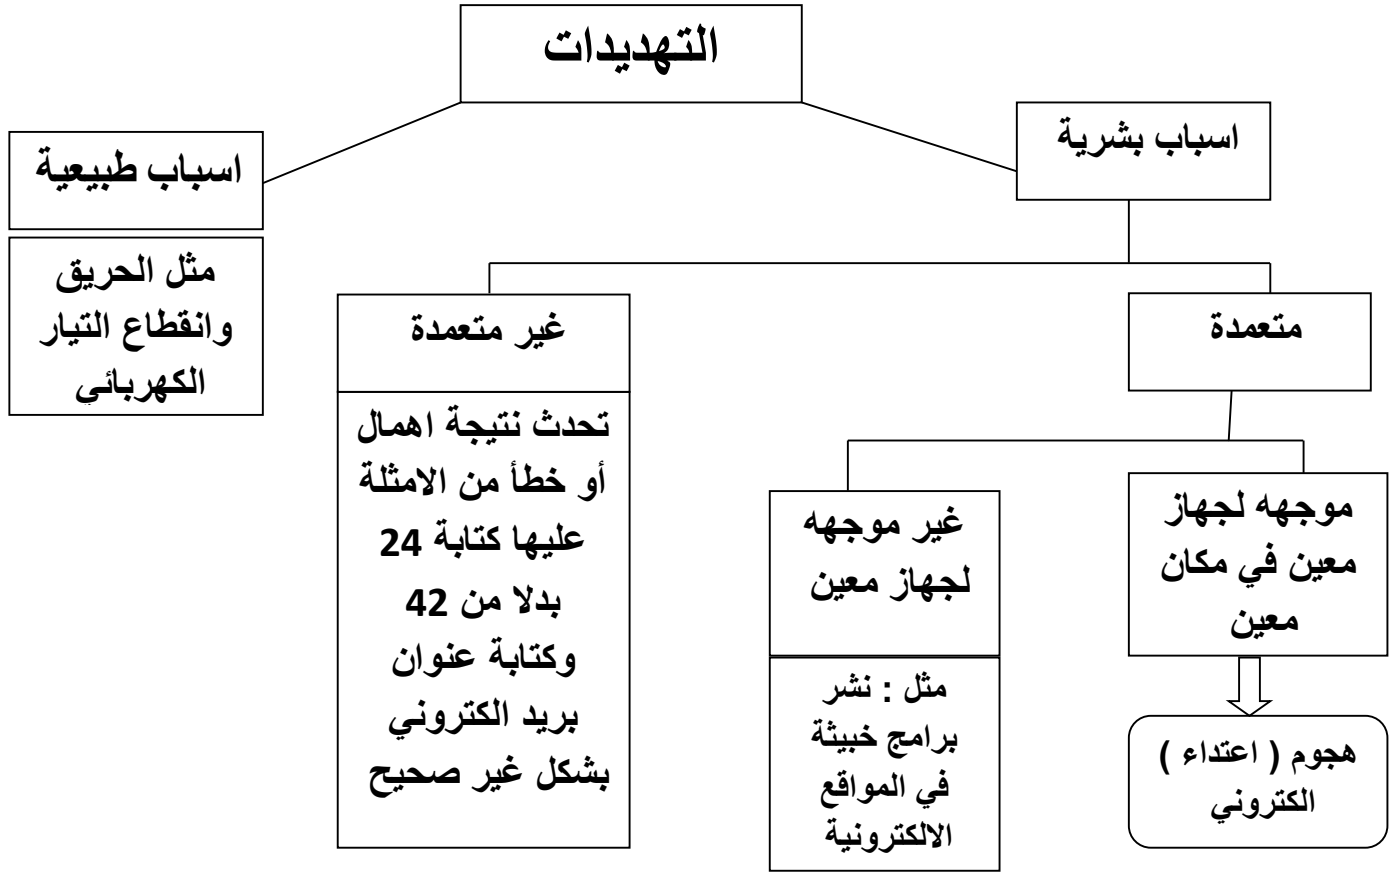 التهديدات
اسباب بشرية
اسباب طبيعية
مثل الحريق
وانقطاع التيار
الكهربائي
متعمدة
غير متعمدة
تحدث نتيجة اهمال
أو خطأ من الامثلة
عليها كتابة 24
بدلا من 42
وكتابة عنوان
بريد الكتروني
بشكل غير صحيح
موجهه لجهاز
معين في مكان
معين
غير موجهه
لجهاز معين
مثل : نشر
برامج خبيثة
في المواقع
الالكترونية
هجوم ( اعتداء )
الكتروني